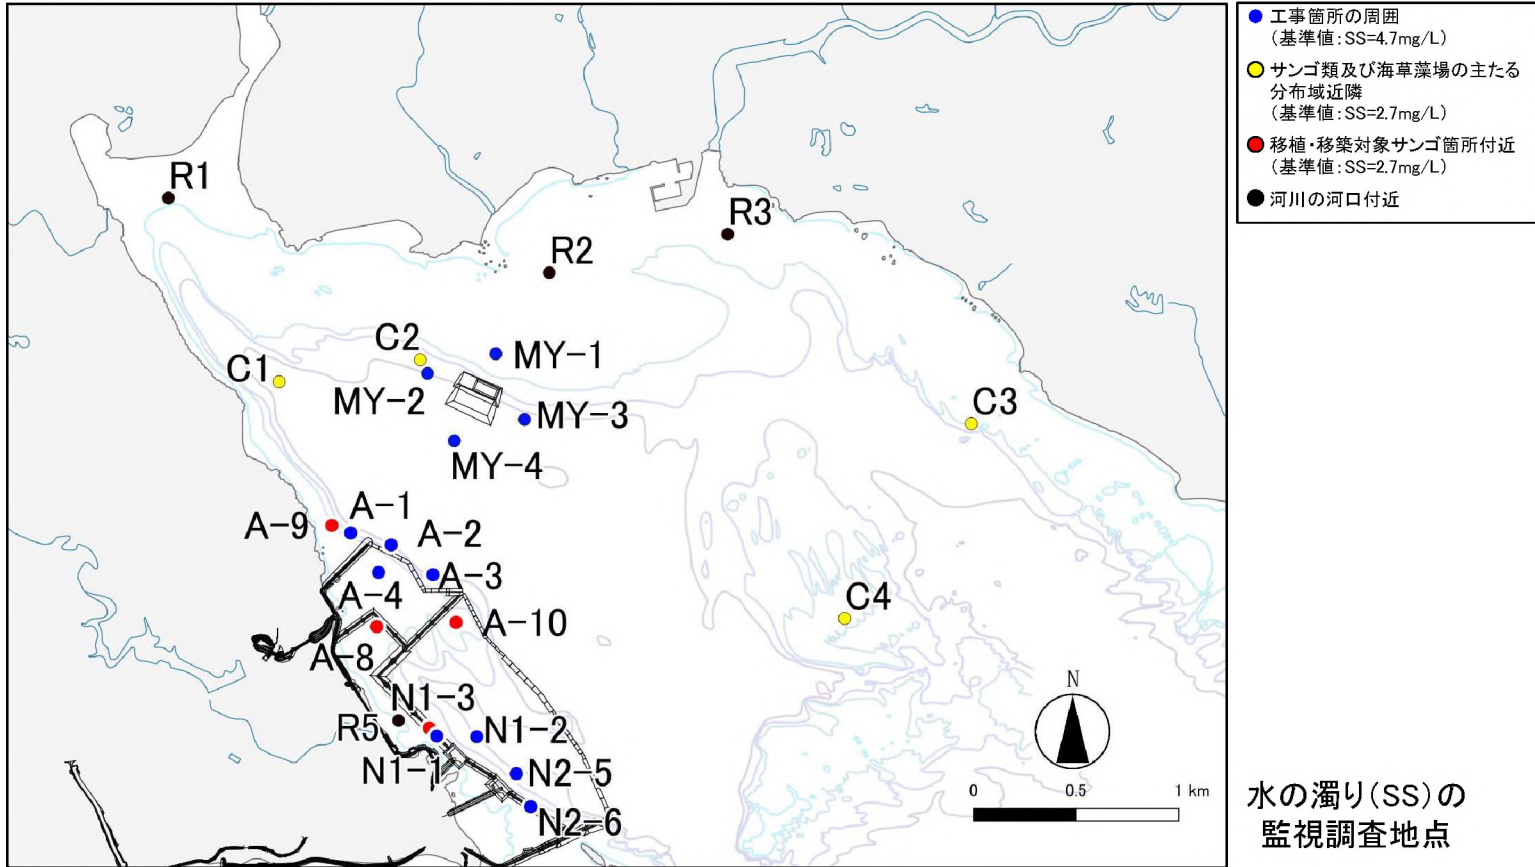 工事箇所の周囲
(基準値:SS=4.7mg/L)
サンゴ類及び海草藻場の主たる
分布域近隣
(基準値:SS=2.7mg/L)
移植・移築対象サンゴ箇所付近
(基準値:SS=2.7mg/L)
河川の河口付近
R1
R2
R3
C1
C2
MY-1
MY-2
MY-3
MY-4
C3
C4
A-9
A-1
A-2
A-3
A-4
A-10
A-8
N1-3
R5
N1-2
N1-1
N2-5
N2-6
N
0
0.5
1 km
水の濁り(SS)の
監視調査地点